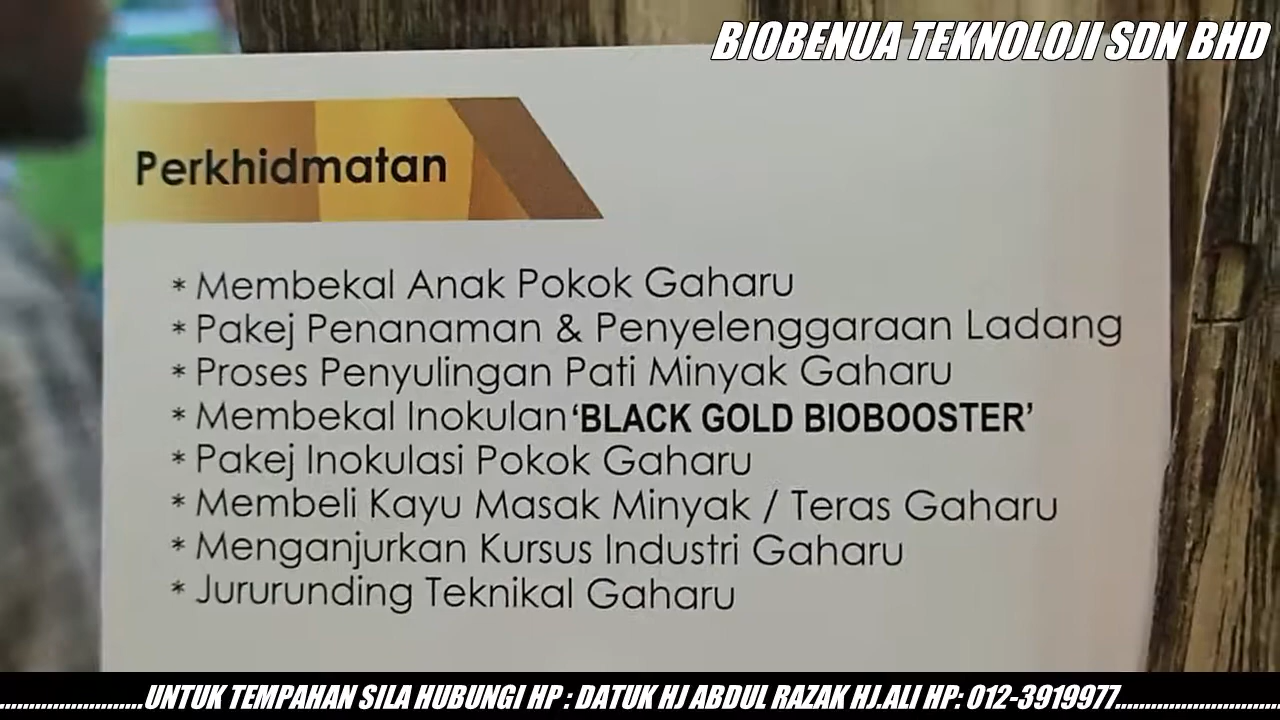 BIOBENUA TEKNOLOJI SDN BHD
Perkhidmatan
* Membekal Anak Pokok Gaharu
* Pakej Penanaman & Penyelenggaraan Ladang
* Proses Penyulingan Pati Minyak Gaharu
* Membekal Inokulan 'BLACK GOLD BIOBOOSTER'
* Pakej Inokulasi Pokok Gaharu
* Membeli Kayu Masak Minyak / Teras Gaharu
* Menganjurkan Kursus Industri Gaharu
* Jururunding Teknikal Gaharu
..........................UNTUK TEMPAHAN SILA HUBUNGI HP : DATUK HJ ABDUL RAZAK HJ.ALI HP: 012-3919977..............................